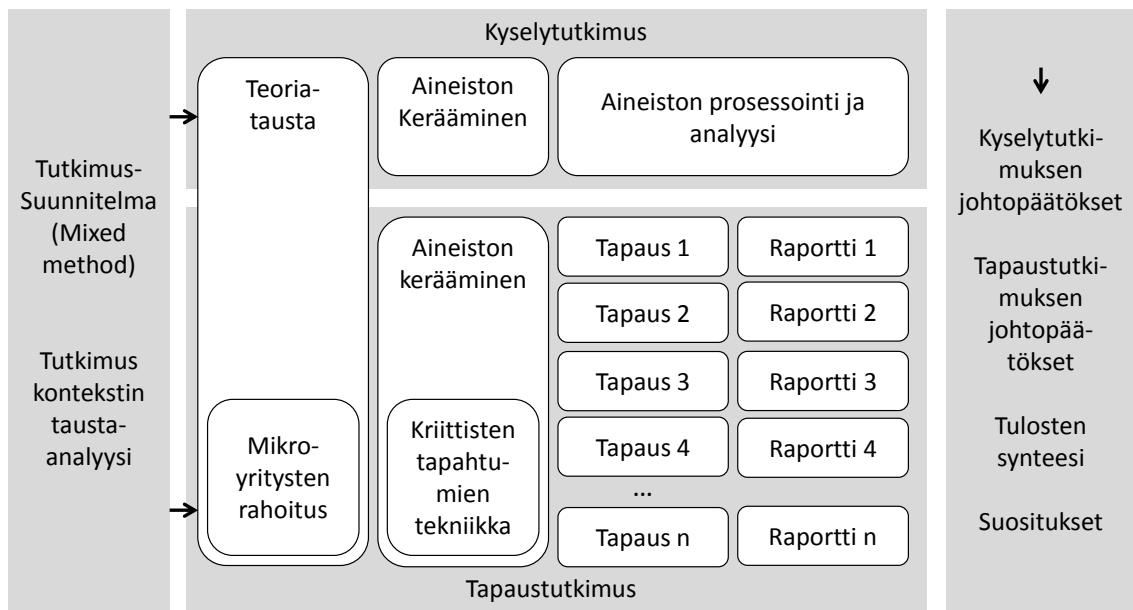 Kyselytutkimus
Tutkimus-
Suunnitelma
(Mixed
method)
Tutkimus
kontekstin
tausta-
analyysi
Teoria-
tausta
Mikro-
yritysten
rahoitus
Aineiston
Kerääminen
Aineiston prosessointi ja
analyysi
Aineiston
kerääminen
Kriittisten
tapahtu-
mien
tekniikka
Tapaus 1
Raportti 1
Tapaus 2
Raportti 2
Tapaus 3
Raportti 3
Tapaus 4
Raportti 4
...
Tapaus n
Raportti n
Tapaustutkimus
Kyselytutki-
muksen
johtopäätökset
Tapaustutki-
muksen
johtopää-
tökset
Tulosten
synteesi
Suositukset